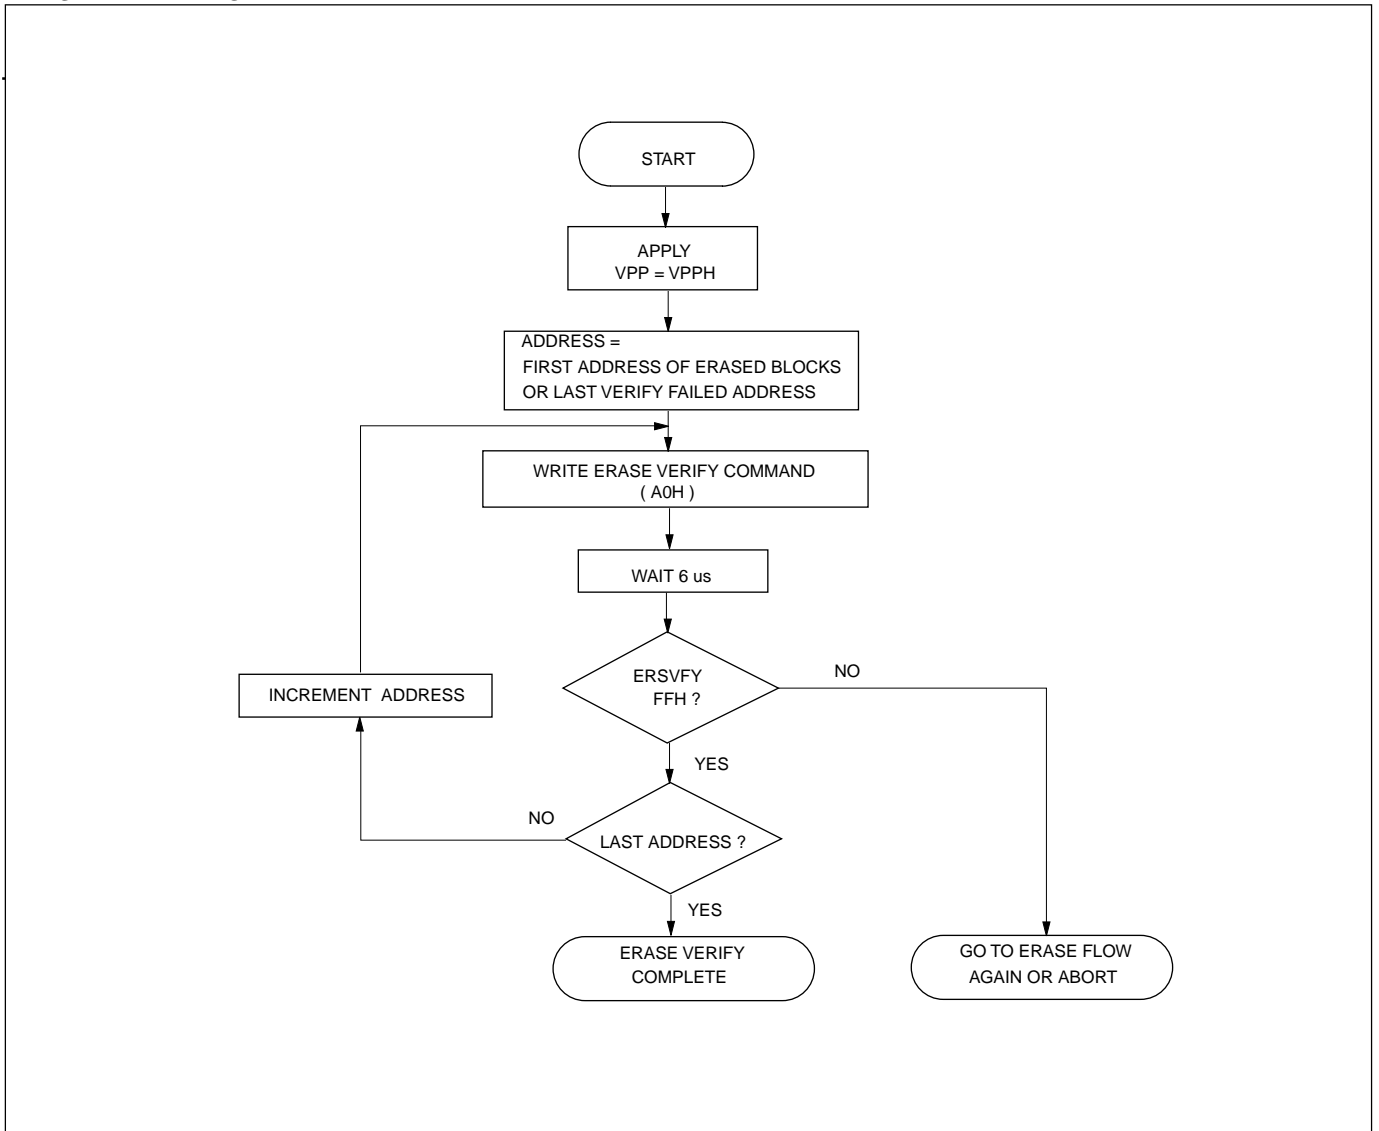 START
APPLY
VPP = VPPH
ADDRESS =
FIRST ADDRESS OF ERASED BLOCKS
OR LAST VERIFY FAILED ADDRESS
WRITE ERASE VERIFY COMMAND
( A0H )
WAIT 6 us
ERSVFY
FFH ?
NO
INCREMENT ADDRESS
YES
NO
LAST ADDRESS ?
YES
ERASE VERIFY
COMPLETE
GO TO ERASE FLOW
AGAIN OR ABORT